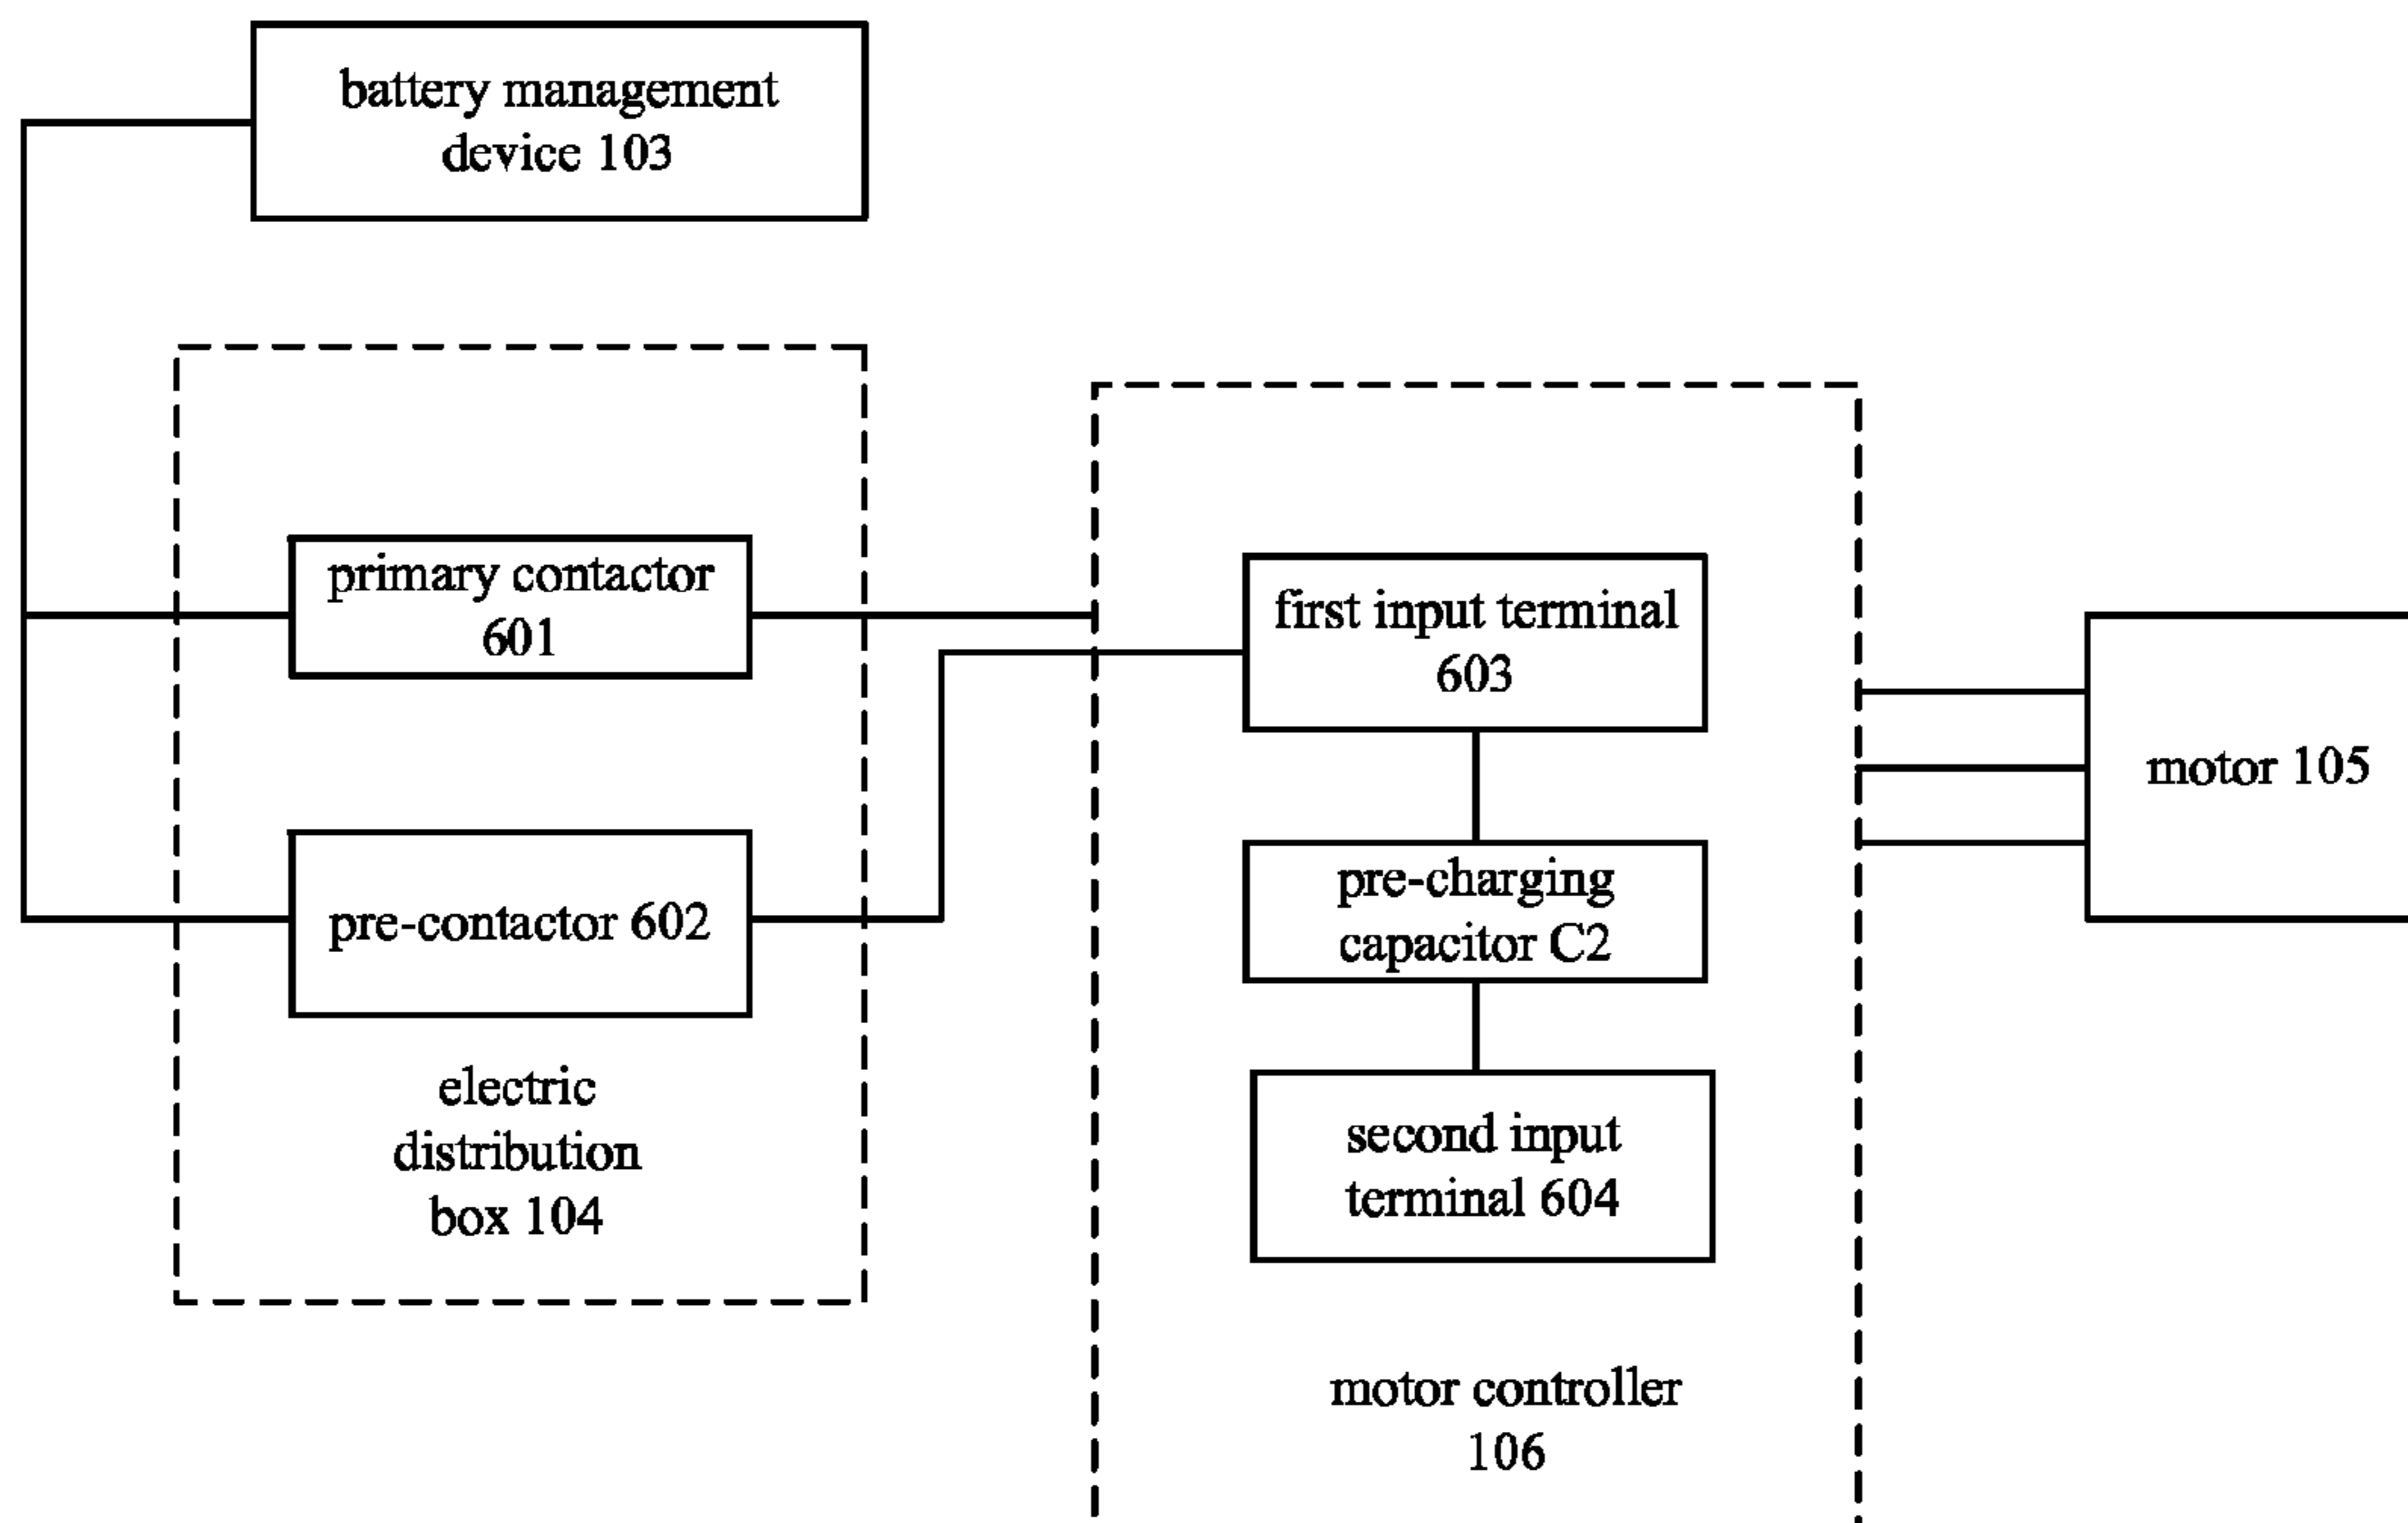 battery management
device 103
primary contactor
601
pre-contactor 602
electric
distribution
box 104
first input terminal
603
pre-charging
capacitor C2
second input
terminal 604
motor controller
106
motor 105